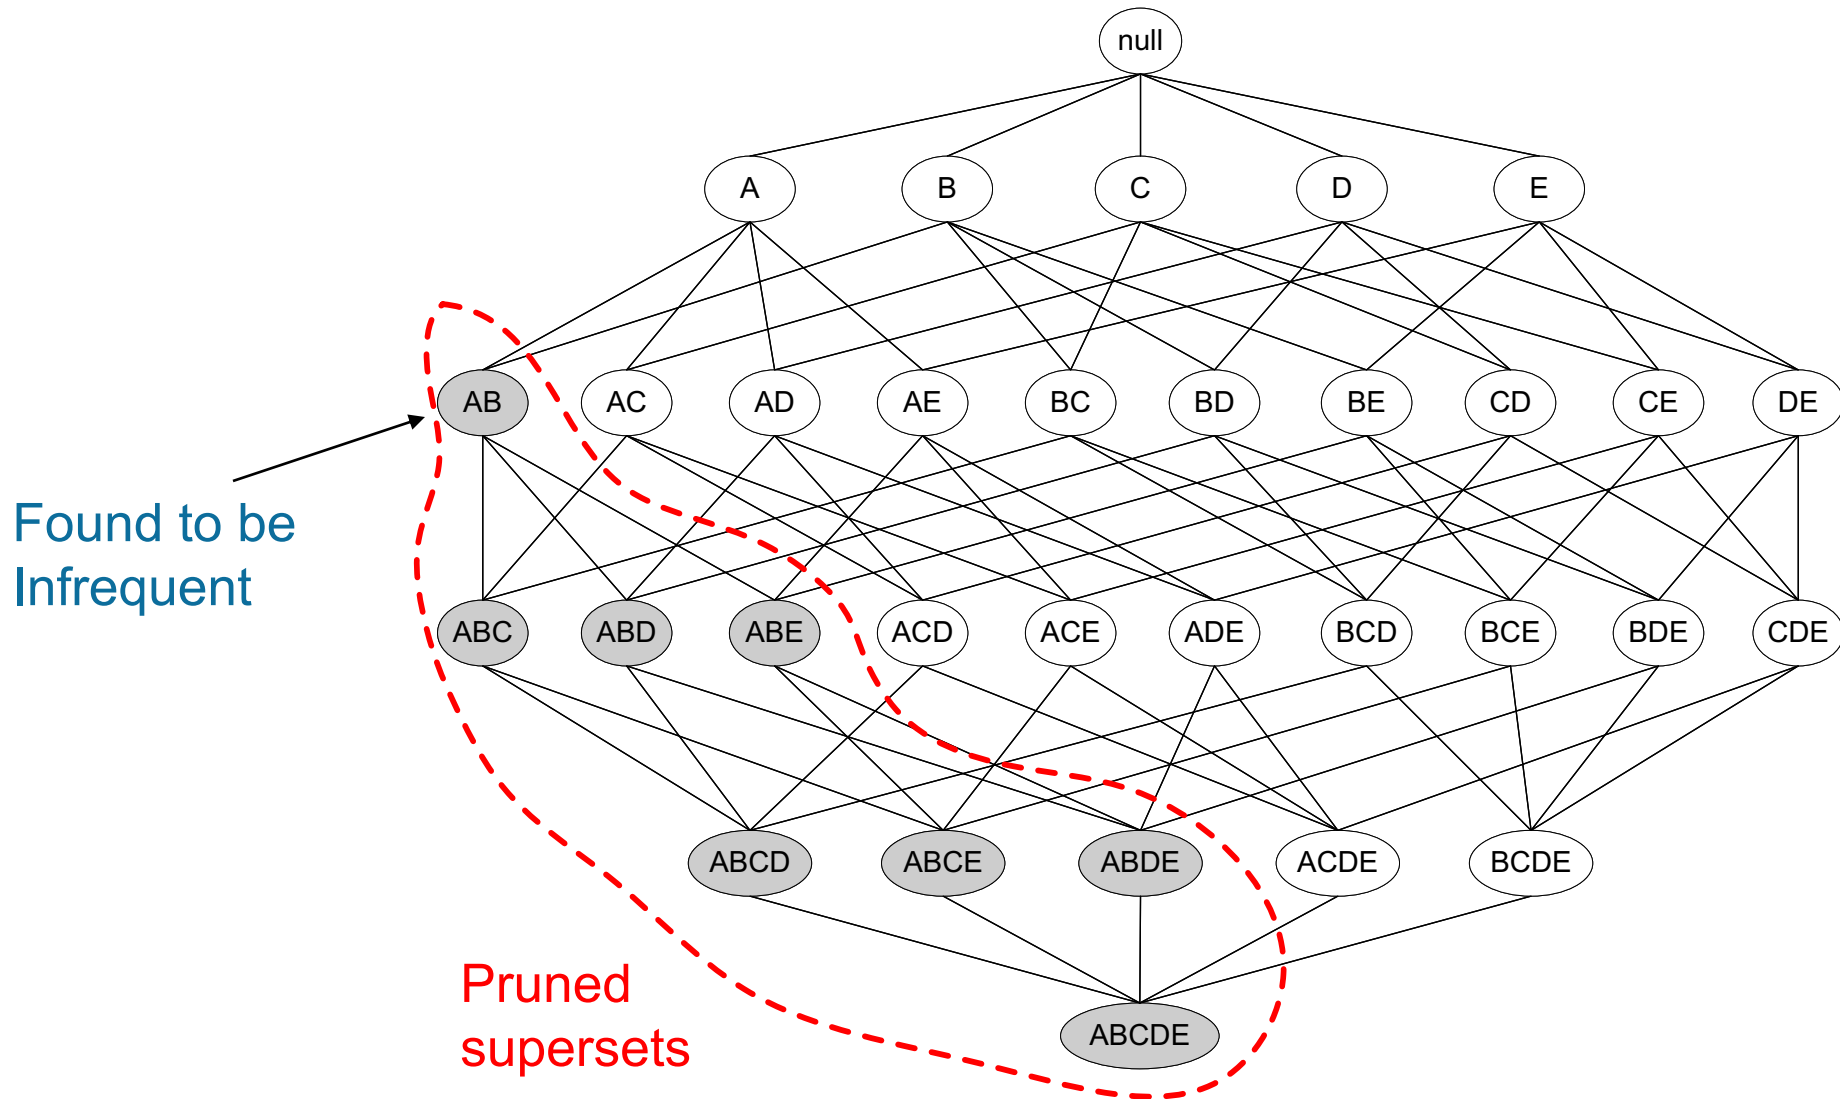 null
A B C D E
AB AC AD AE BC BD BE CD CE DE
Found to be
Infrequent
ABC ABD ABE ACD ACE ADE BCD BCE BDE CDE
ABCD ABCE ABDE ACDE BCDE
Pruned
supersets
ABCDE